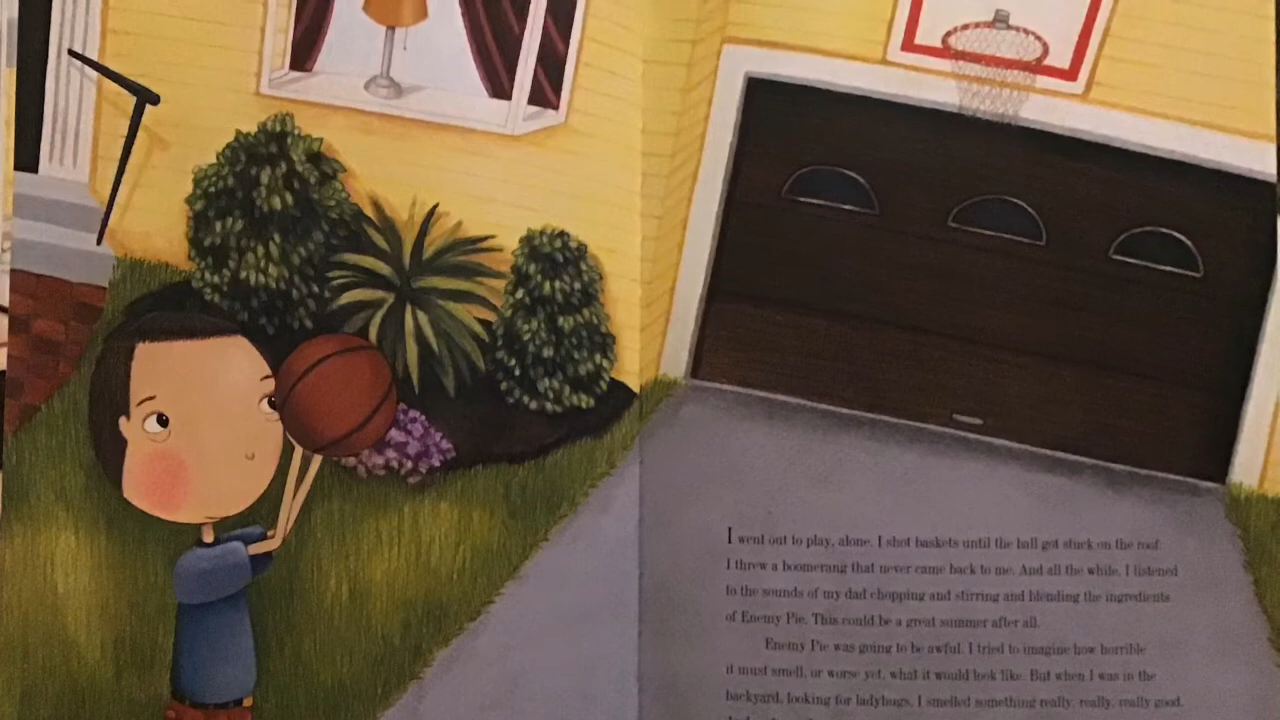 I went out to play, alone. I shot baskets until the ball got stuck on the roof.
I threw a boomerang that never came back to me. And all the while, I listened
to the sounds of my dad chopping and stirring and blending the ingredients
of Enemy Pie. This could be a great summer after all.
Enemy Pie was going to be awful. I tried to imagine how horrible
it must smell, or worse yet, what it would look like. But when I was in the
backyard, looking for ladybugs, I smelled something really, really, really good.